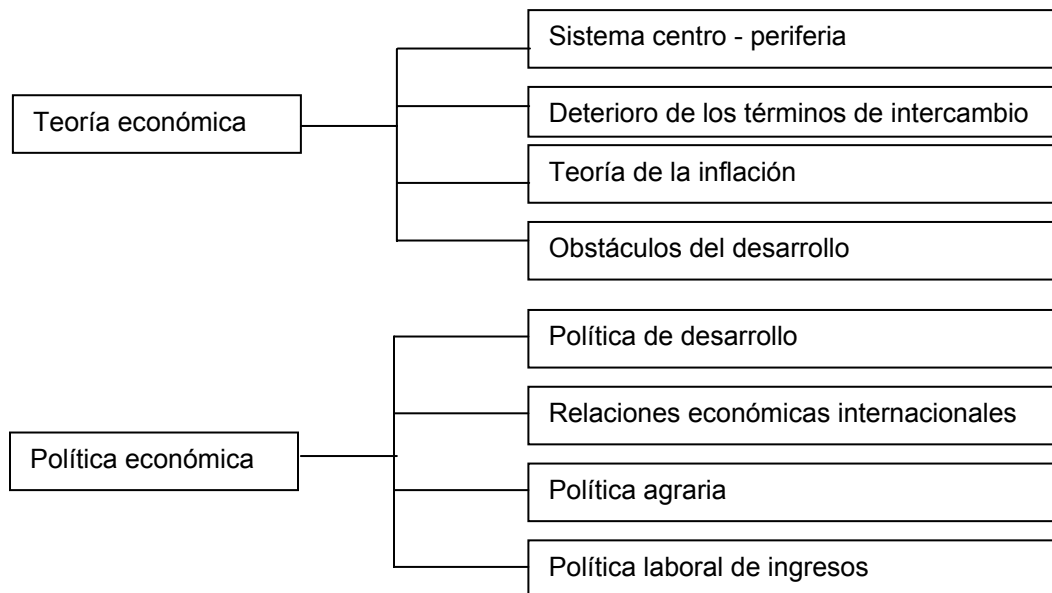 Teoría económica
Sistema centro - periferia
Deterioro de los términos de intercambio
Teoría de la inflación
Obstáculos del desarrollo
Política económica
Política de desarrollo
Relaciones económicas internacionales
Política agraria
Política laboral de ingresos